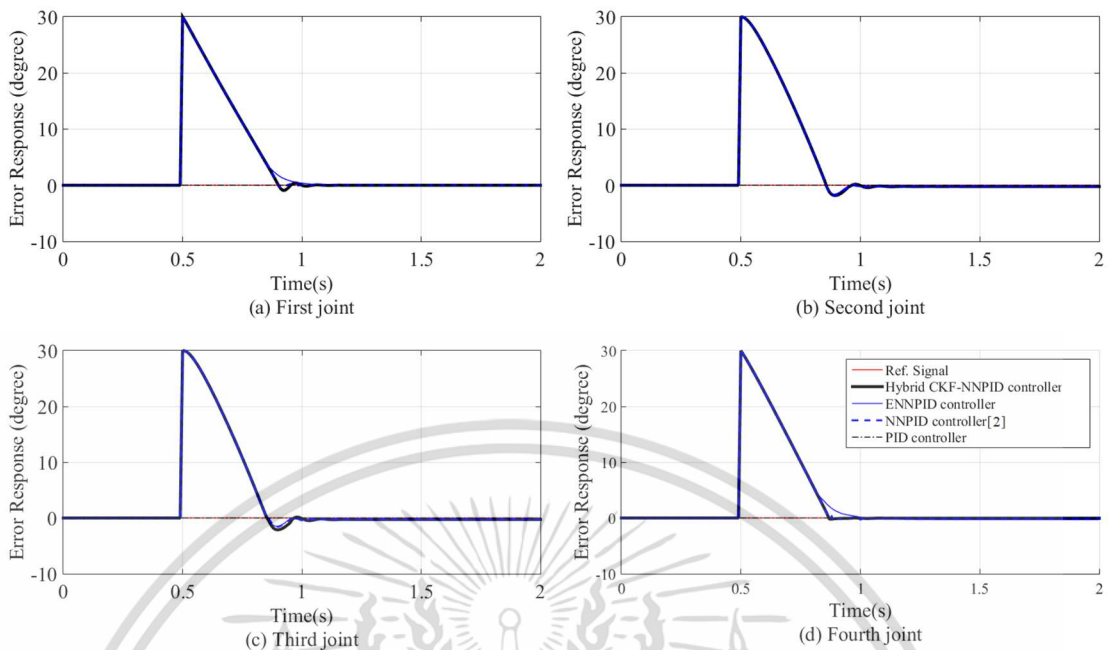 30
20
10
0
-10
Error Response (degree)
0 0.5 1 1.5 2
Time(s)
(a) First joint
30
20
10
0
-10
Error Response (degree)
0 0.5 1 1.5 2
Time(s)
(b) Second joint
30
20
10
0
-10
Error Response (degree)
0 0.5 1 1.5 2
Time(s)
(c) Third joint
30
20
10
0
-10
Error Response (degree)
Ref. Signal
Hybrid CKF-NNPID controller
ENNPID controller
NNPID controller[2]
PID controller
0 0.5 1 1.5 2
Time(s)
(d) Fourth joint